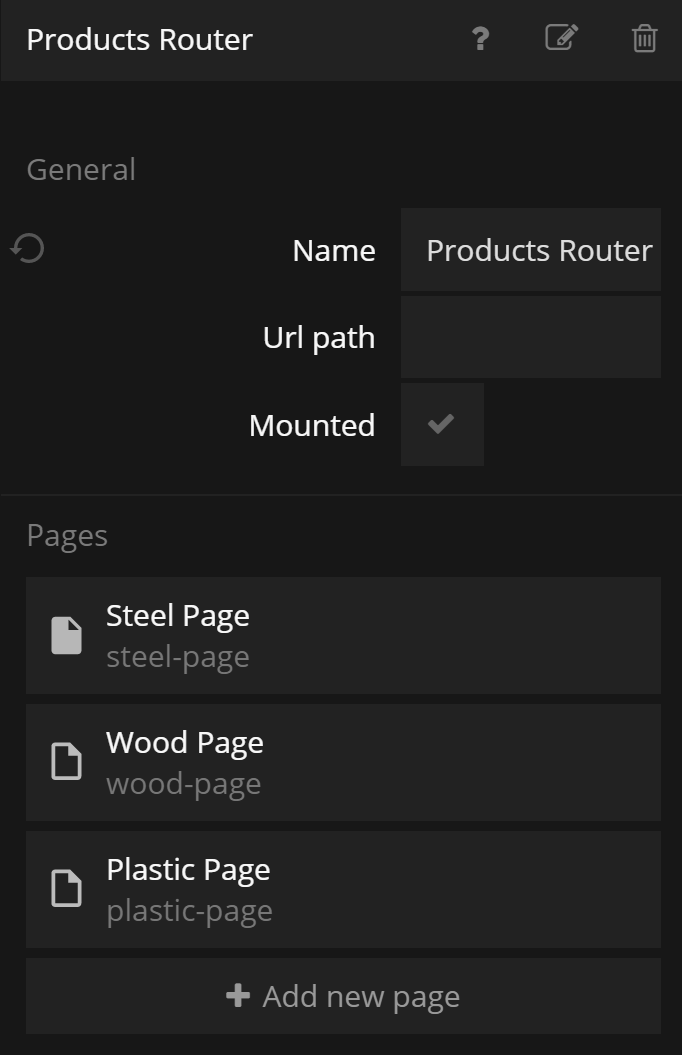 Products Router
?
General
Name
Products Router
Url path
Mounted
Pages
Steel Page
steel-page
Wood Page
wood-page
Plastic Page
plastic-page
Add new page